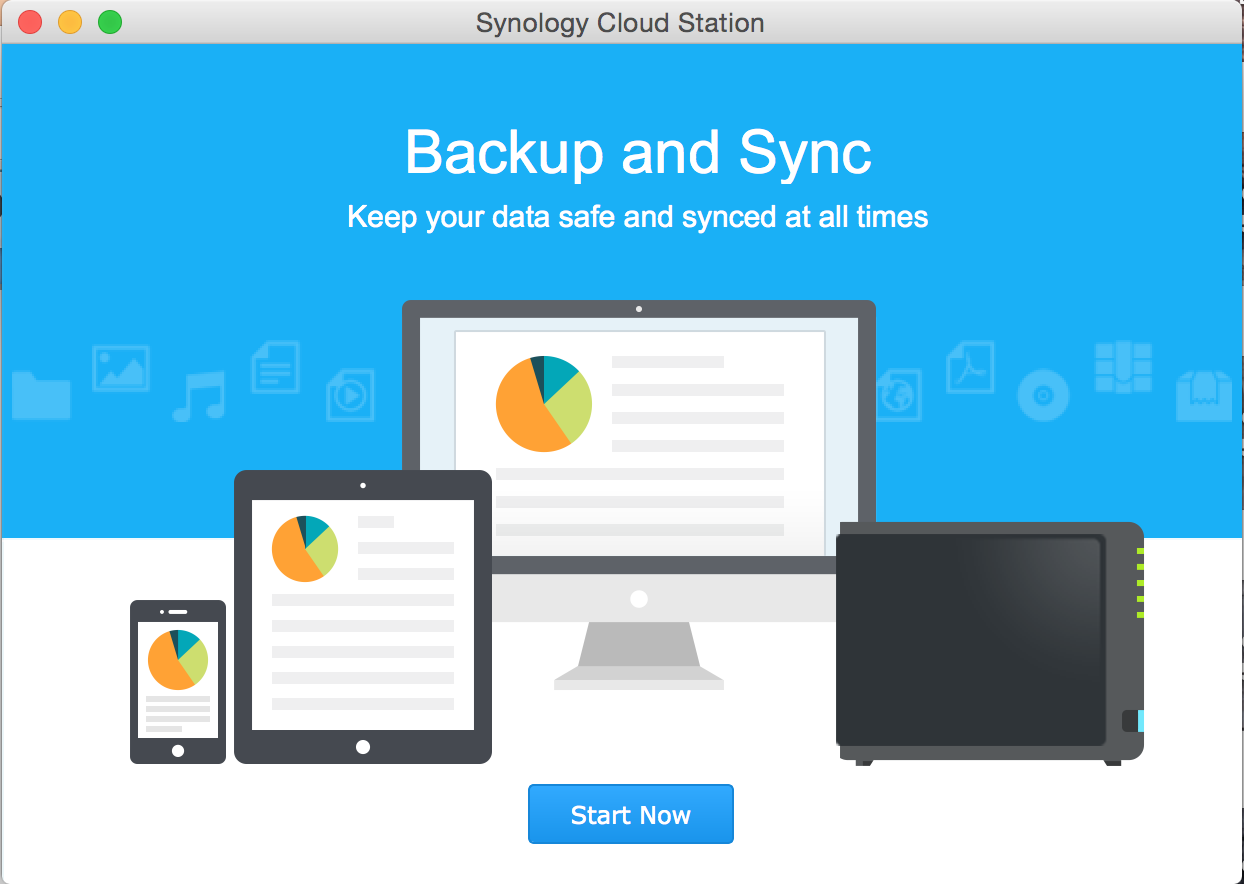 Synology Cloud Station
Backup and Sync
Keep your data safe and synced at all times
Start Now